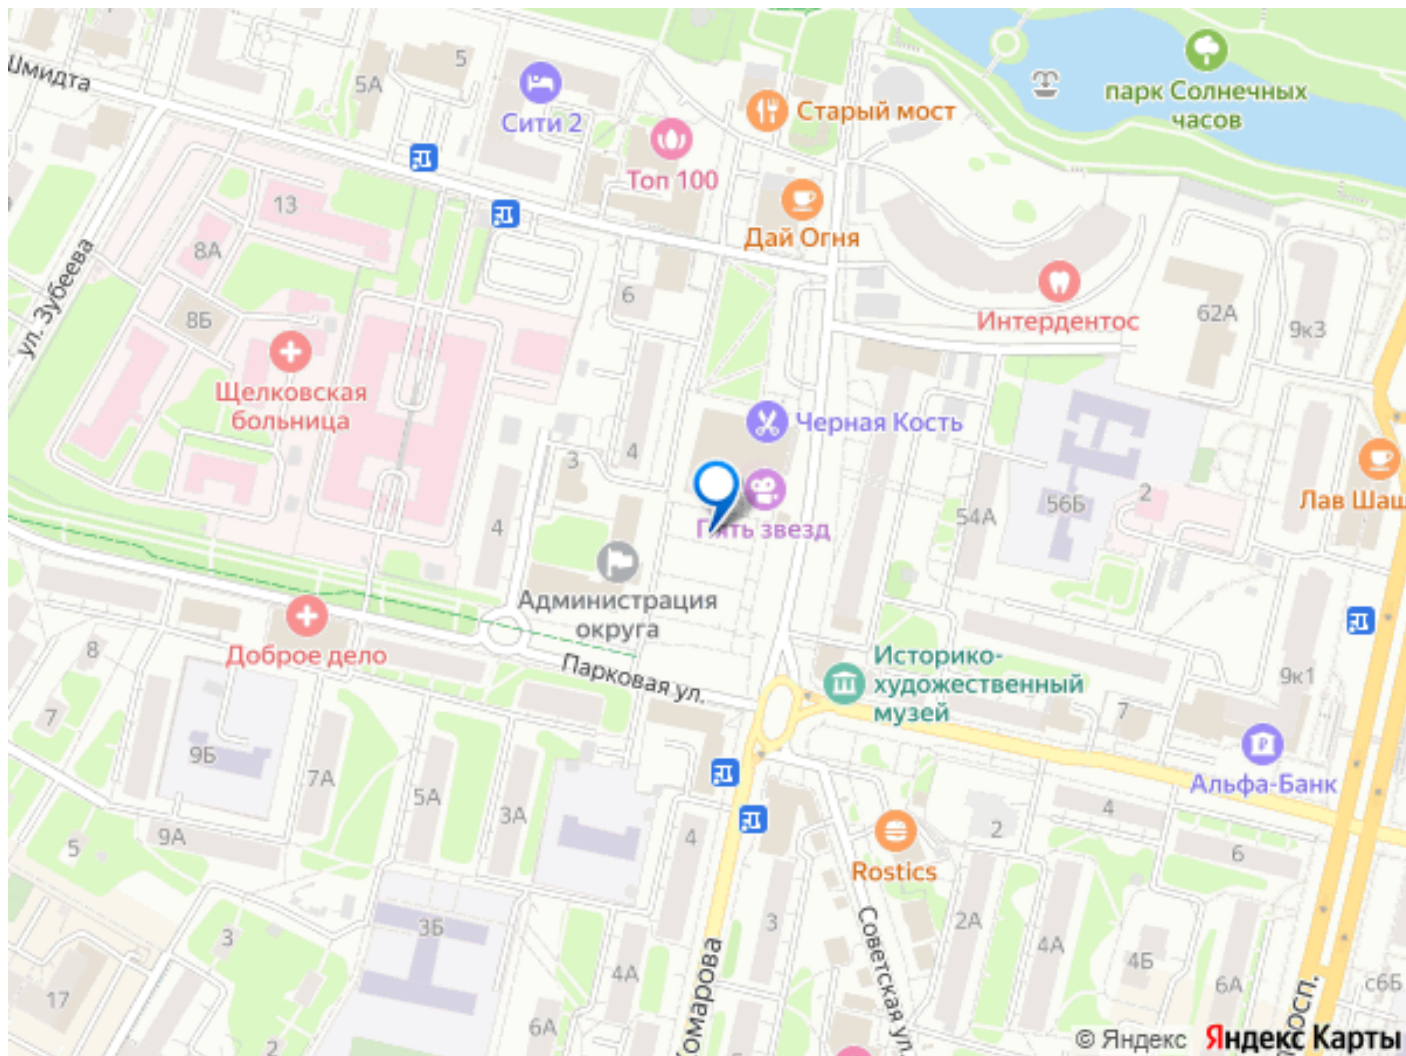 Шмидта
5
5А
Сити 2
Старый мост
парк Солнечных
часов
Топ 100
13
Дай Огня
8А
ул. Зубеева
6
8Б
62А
9к3
Интердентос
Щелковская
больница
Черная Кость
4
3
Лав Шаш
2
56Б
54А
4
Пять звезд
Администрация
округа
Доброе дело
8
Парковая ул.
Историко-
художественный
музей
9к1
7
7
9Б
7А
5А
3А
Альфа-Банк
4
9А
5
4
2
6
Rostics
3
3Б
3
2А
4А
4Б
6А
с6Б
Советская ул.
Комарова
4А
17
6А
2
росп.
© Яндекс Яндекс Карты